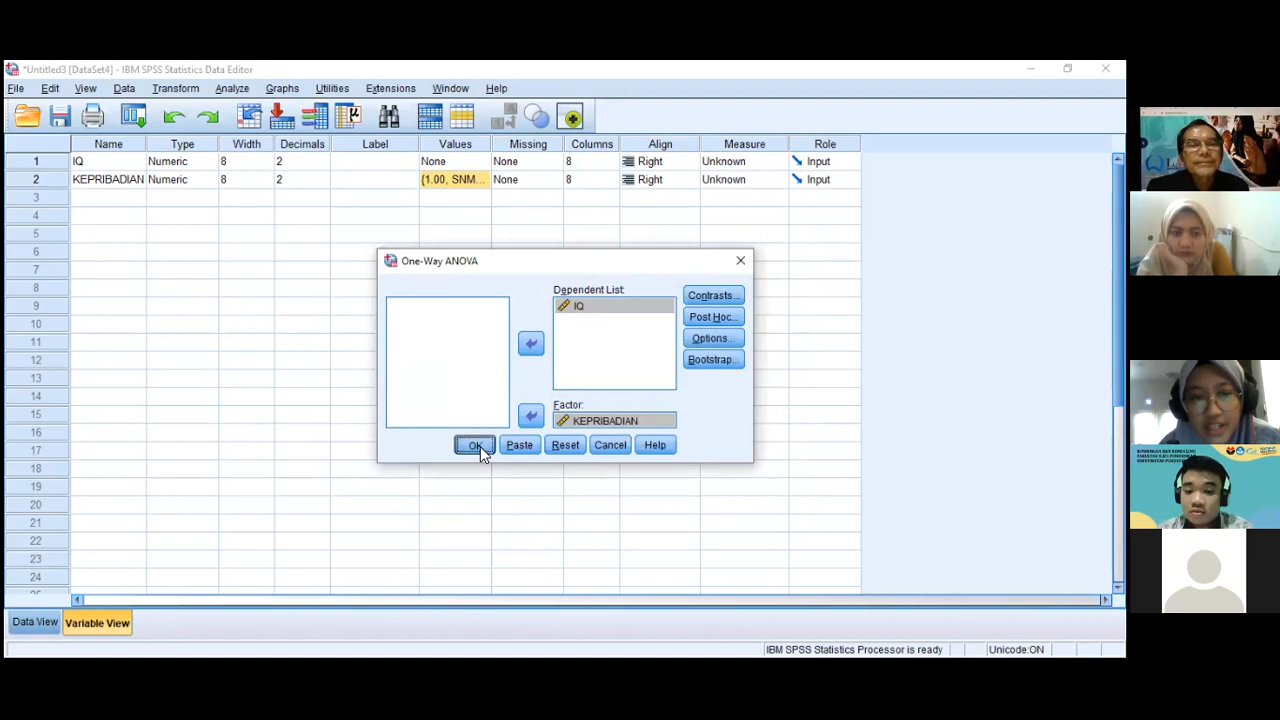 *Untitled3 [DataSet4] - IBM SPSS Statistics Data Editor
File Edit View Data Transform Analyze Graphs Utilities Extensions Window Help
Name Type Width Decimals Label Values Missing Columns Align Measure Role
1 IQ Numeric 8 2 None None 8 Right Unknown Input
2 KEPRIBADIAN Numeric 8 2 {1.00, SNM... None 8 Right Unknown Input
3
4
5
6
7
8
9
10
11
12
13
14
15
16
17
18
19
20
21
22
23
24
One-Way ANOVA
Dependent List:
IQ
Contrasts...
Post Hoc...
Options...
Bootstrap...
Factor:
KEPRIBADIAN
OK Paste Reset Cancel Help
Data View Variable View
IBM SPSS Statistics Processor is ready Unicode:ON